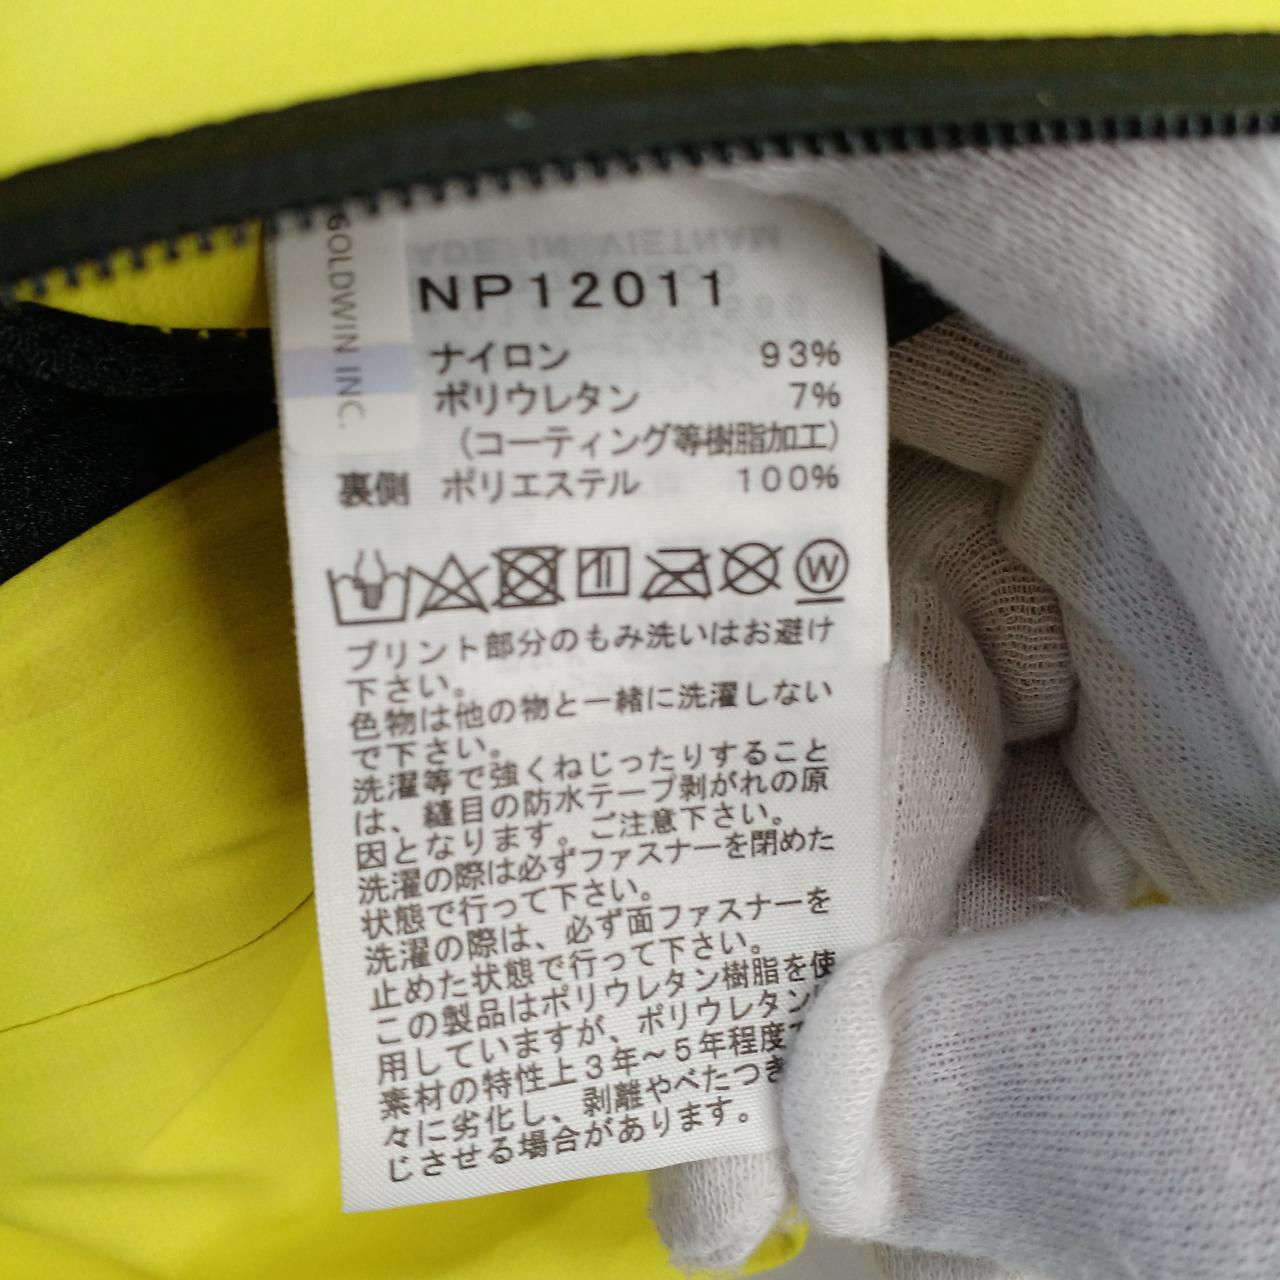 GOLDWIN INC.
NP12011
ナイロン 93%
ポリウレタン 7%
(コーティング等樹脂加工)
裏側 ポリエステル 100%
W
プリント部分のもみ洗いはお避け
下さい。
色物は他の物と一緒に洗濯しない
で下さい。
洗濯等で強くねじったりすること
は、縫目の防水テープ剥がれの原
因となります。ご注意下さい。
洗濯の際は必ずファスナーを閉めた
状態で行って下さい。
洗濯の際は、必ず面ファスナーを
止めた状態で行って下さい。
この製品はポリウレタン樹脂を使
用していますが、ポリウレタン
素材の特性上3年~5年程度
々に劣化し、剥離やべたつき
じさせる場合があります。